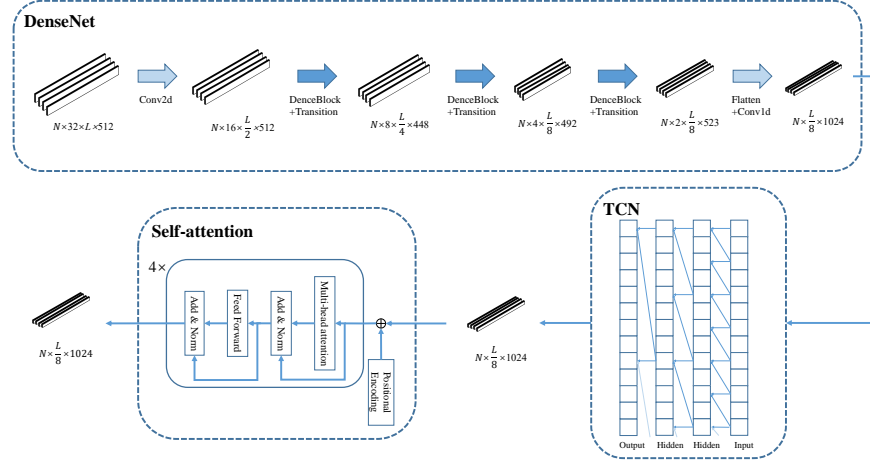 DenseNet
N×32×L×512
Conv2d
N×16×L/2×512
DenceBlock
+Transition
N×8×L/4×448
DenceBlock
+Transition
N×4×L/8×492
DenceBlock
+Transition
N×2×L/8×523
Flatten
+Conv1d
N×L/8×1024
TCN
Output
Hidden
Hidden
Input
N×L/8×1024
Self-attention
4×
Positional
Encoding
Multi-head attention
Add & Norm
Feed Forward
Add & Norm
N×L/8×1024